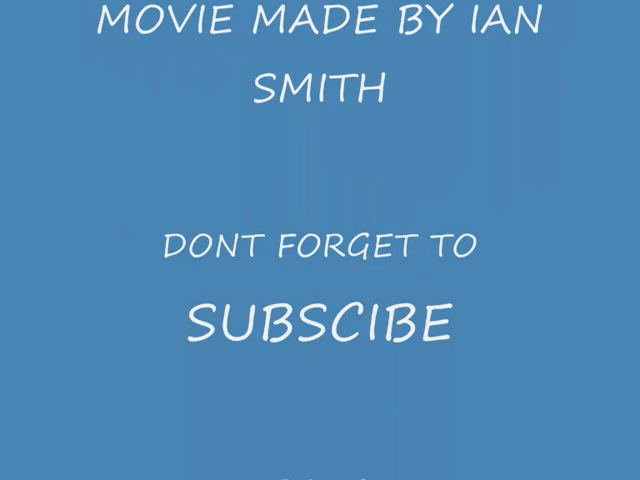 MOVIE MADE BY IAN
SMITH
DONT FORGET TO
SUBSCIBE